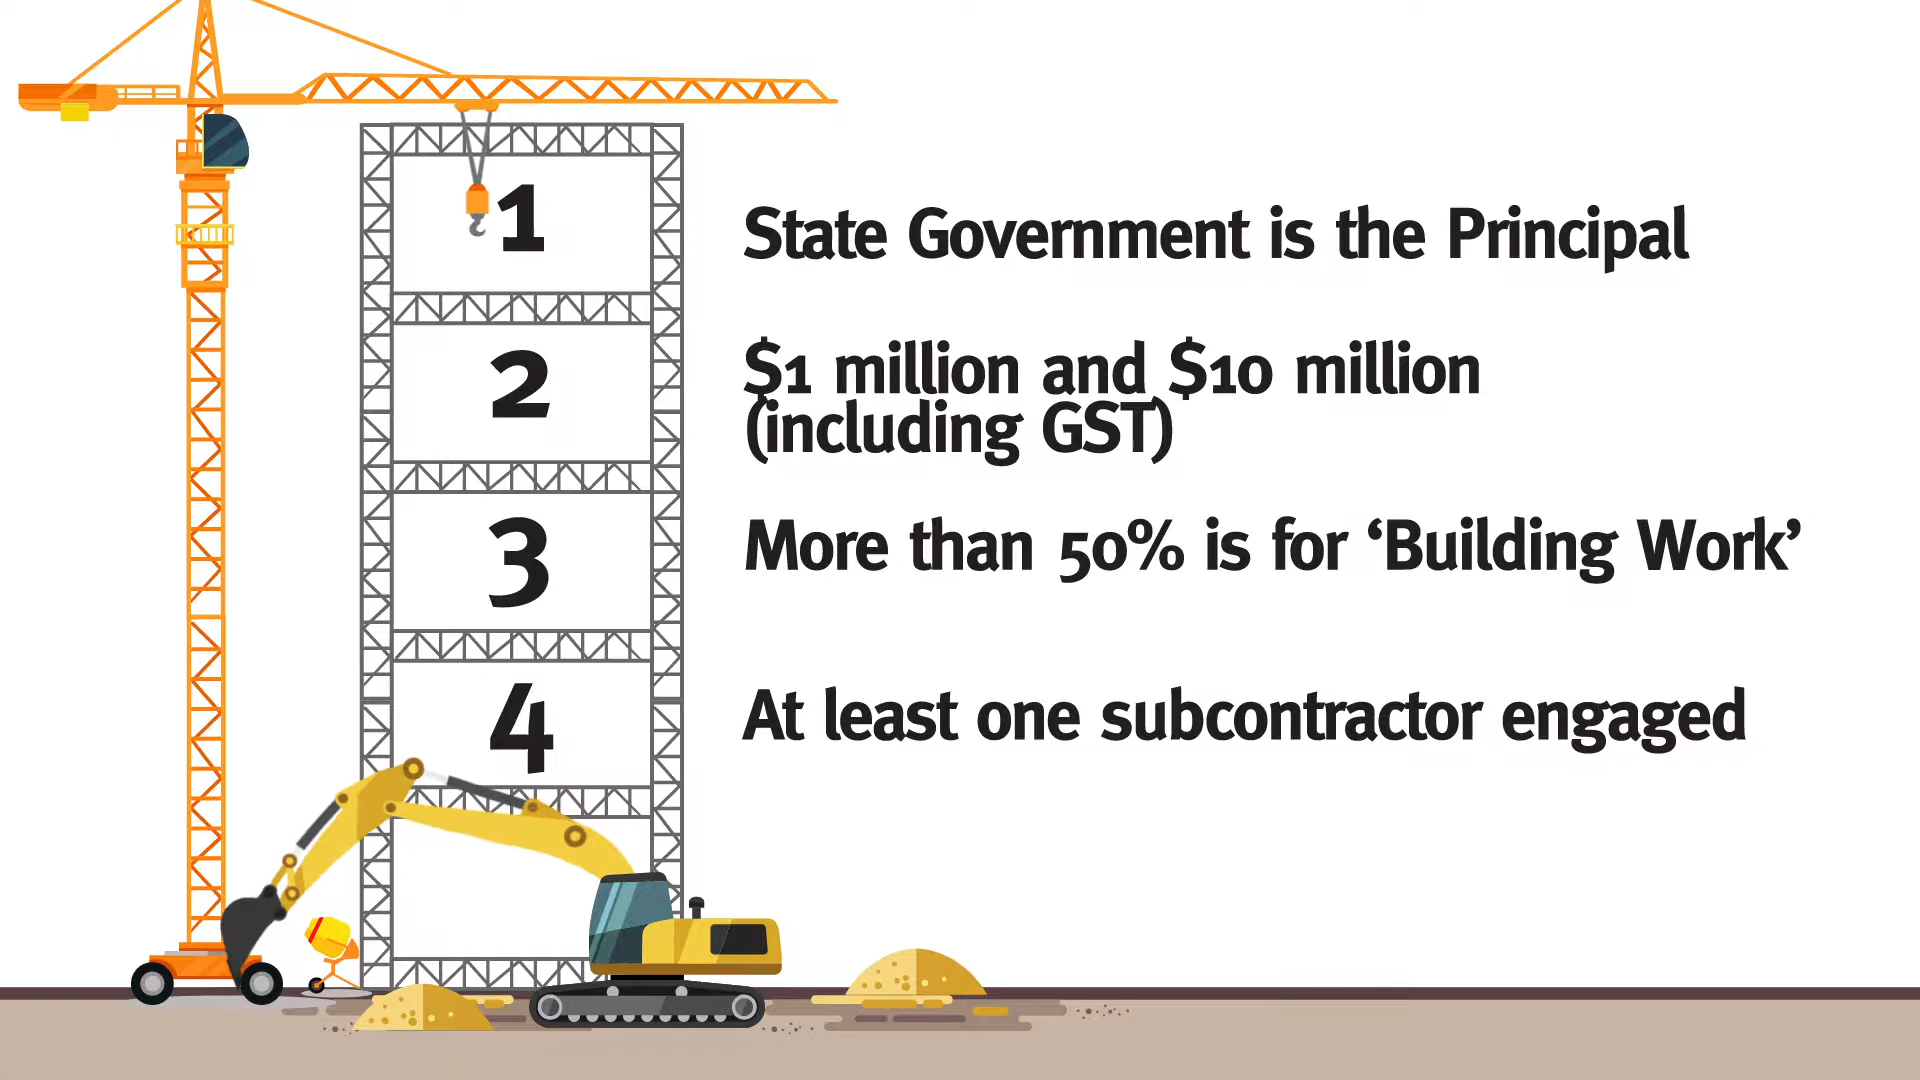 1
State Government is the Principal
2
$1 million and $10 million
(including GST)
3
More than 50% is for ‘Building Work’
4
At least one subcontractor engaged